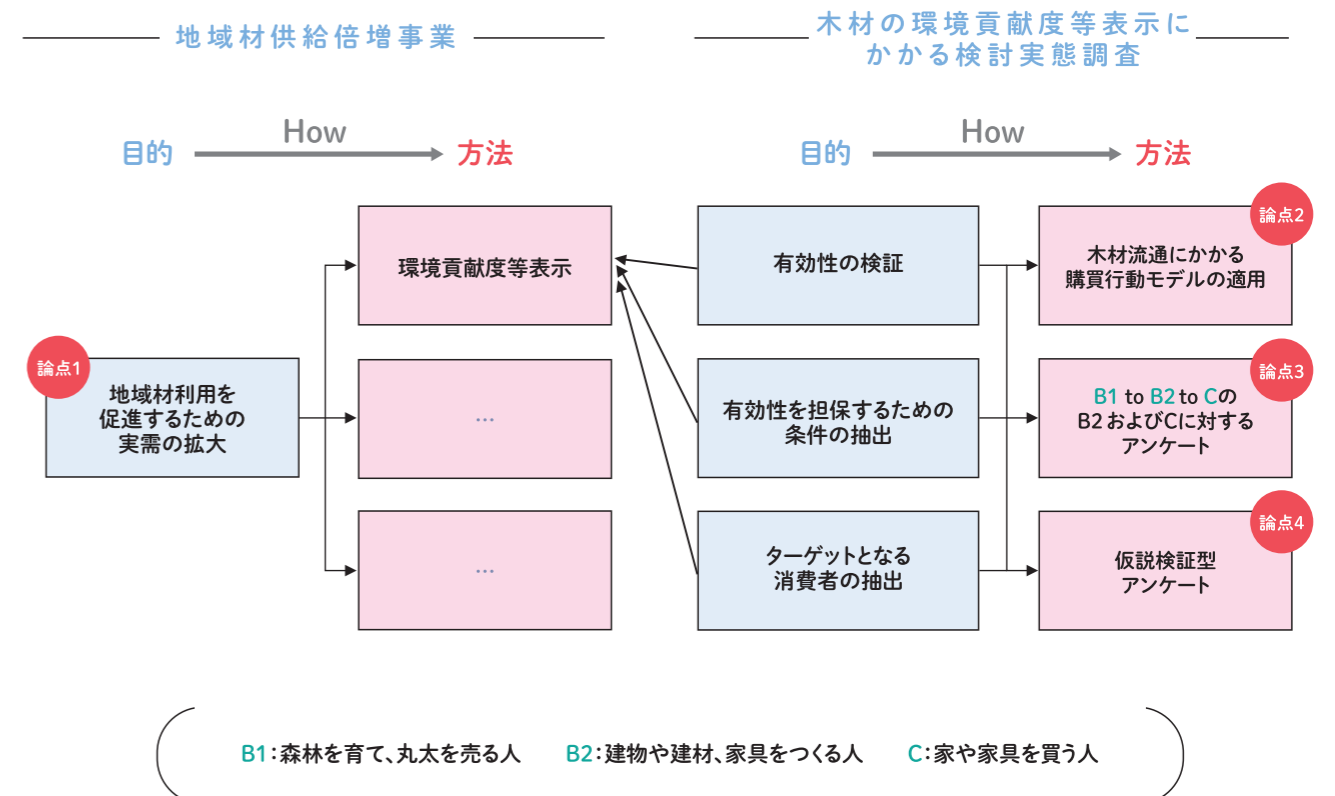 地域材供給倍増事業
木材の環境貢献度等表示に
かかる検討実態調査
目的
How
方法
目的
How
方法
論点1
地域材利用を
促進するための
実需の拡大
環境貢献度等表示
…
…
有効性の検証
有効性を担保するための
条件の抽出
ターゲットとなる
消費者の抽出
論点2
木材流通にかかる
購買行動モデルの適用
論点3
B1 to B2 to Cの
B2 およびCに対する
アンケート
論点4
仮説検証型
アンケート
B1：森林を育て、丸太を売る人 B2：建物や建材、家具をつくる人 C：家や家具を買う人